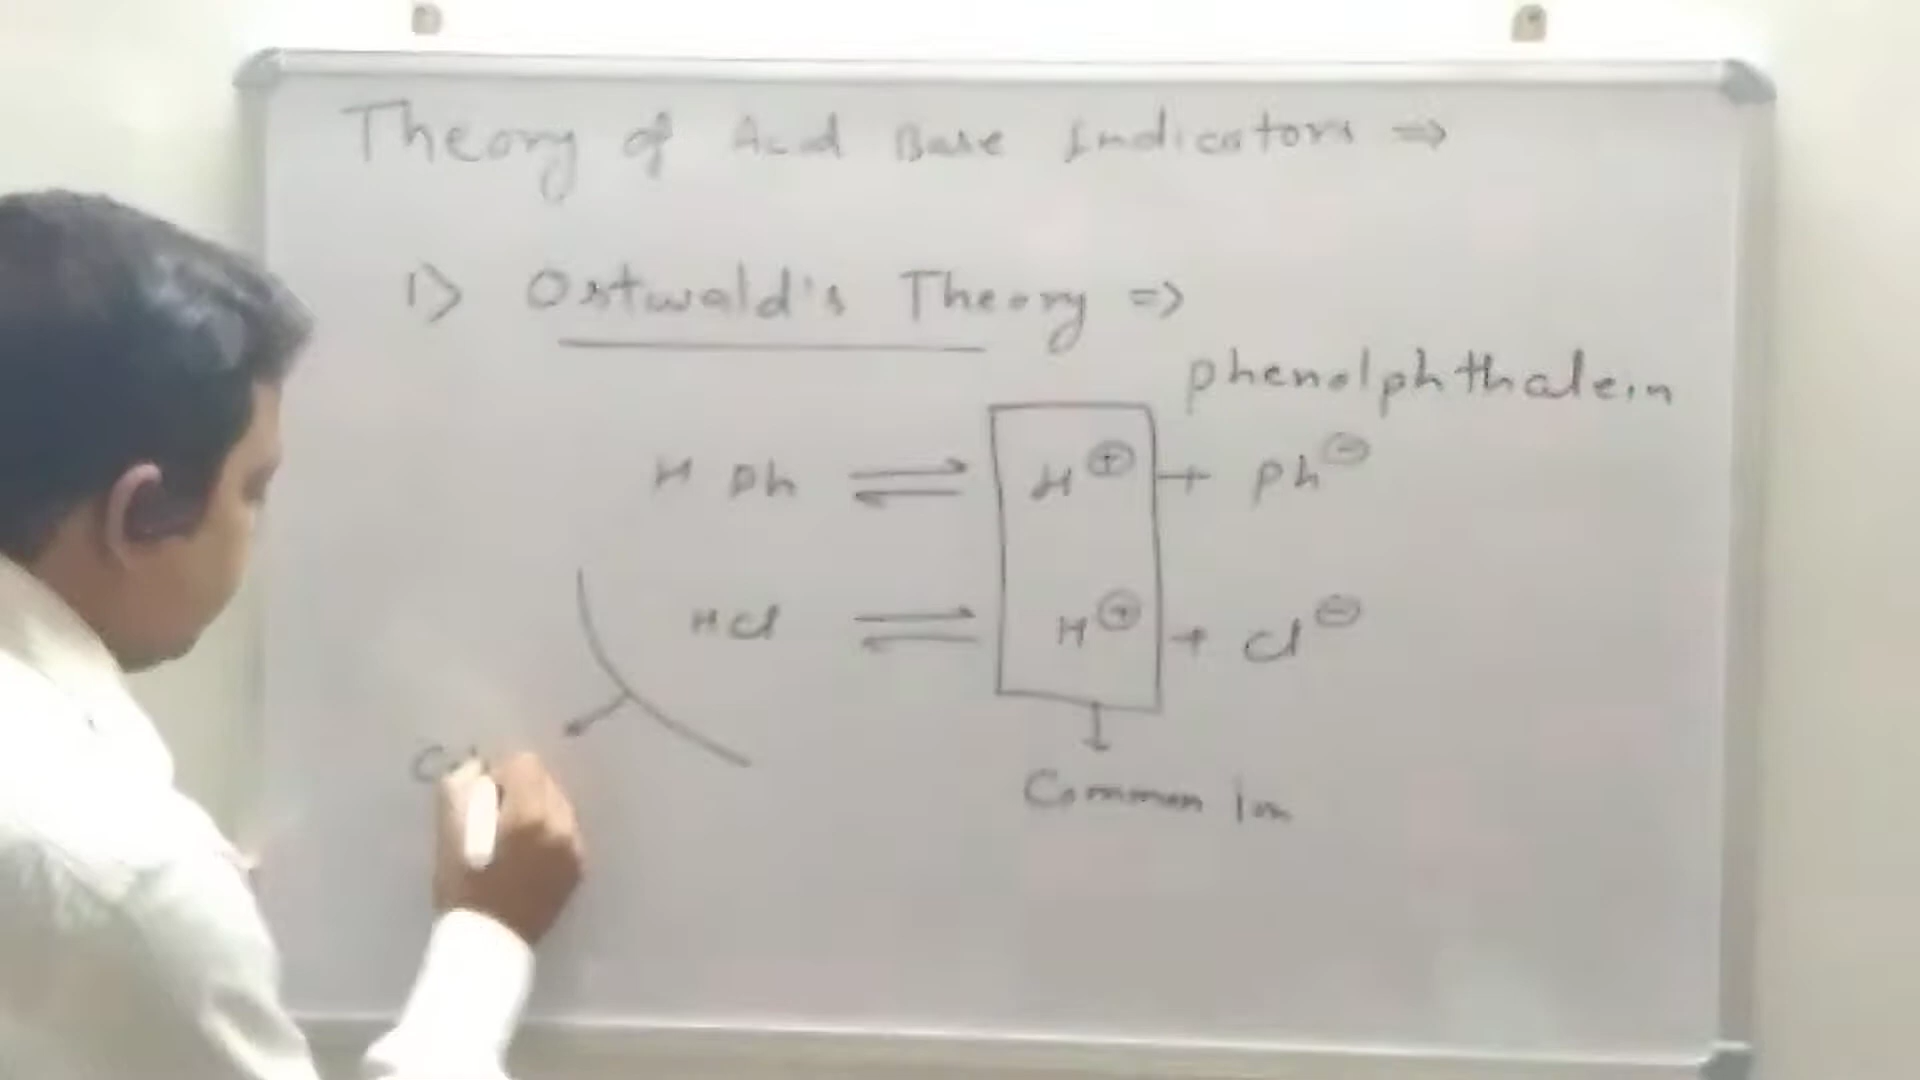 Theory of Acid Base Indicators ⇒
1) Ostwald's Theory ⇒
phenolphthalein
H Ph ⇌ H⊕ + Ph⊖
HCl ⇌ H⊕ + Cl⊖
Common Ion